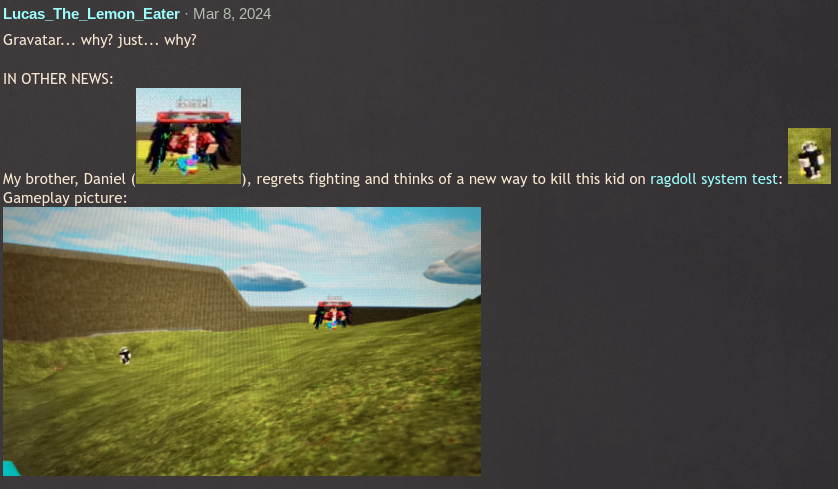 Lucas_The_Lemon_Eater · Mar 8, 2024
Gravatar... why? just... why?
IN OTHER NEWS:
My brother, Daniel (), regrets fighting and thinks of a new way to kill this kid on ragdoll system test:
Gameplay picture: